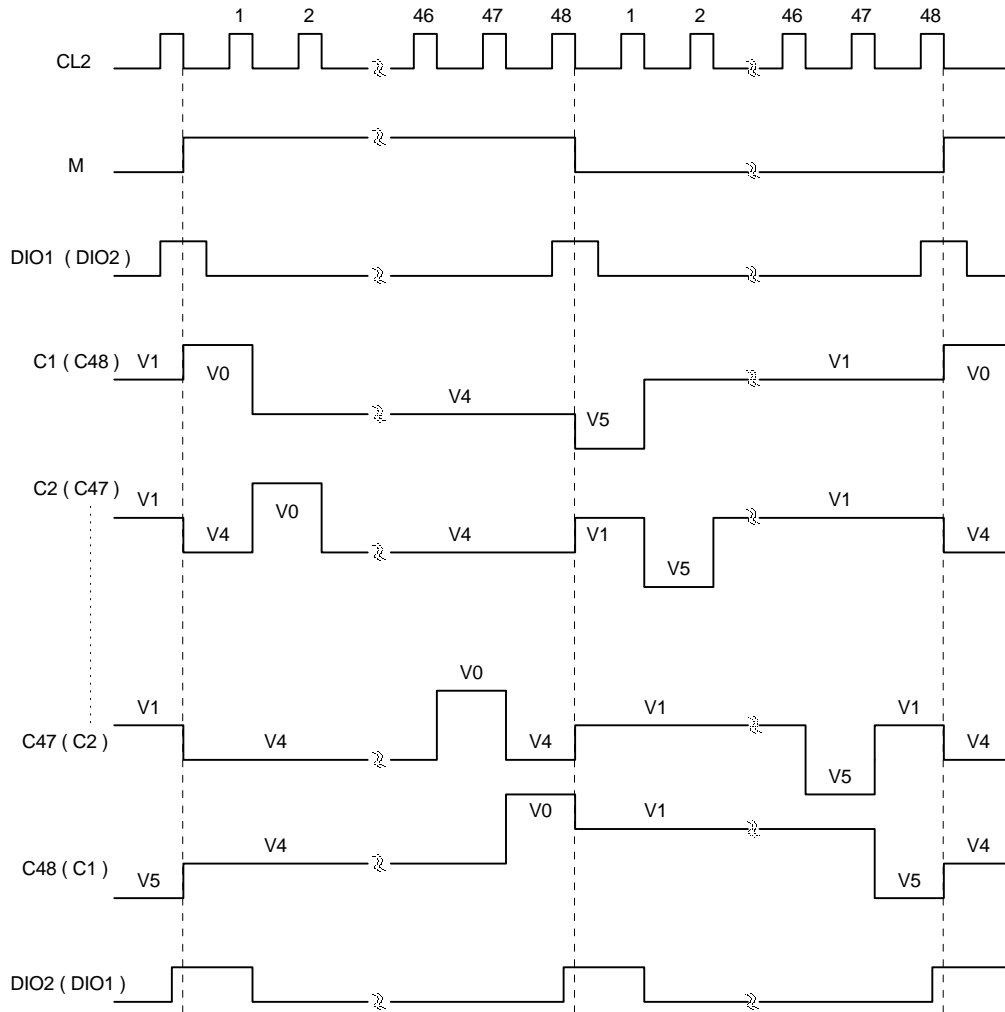 1 2 46 47 48 1 2 46 47 48
CL2
M
DIO1 ( DIO2 )
C1 ( C48 ) V1 V0 V4 V5 V1 V0
C2 ( C47 ) V1 V4 V0 V4 V1 V5 V1 V4
C47 ( C2 ) V1 V4 V0 V4 V1 V5 V1 V4
C48 ( C1 ) V5 V4 V0 V1 V5 V4
DIO2 ( DIO1 )